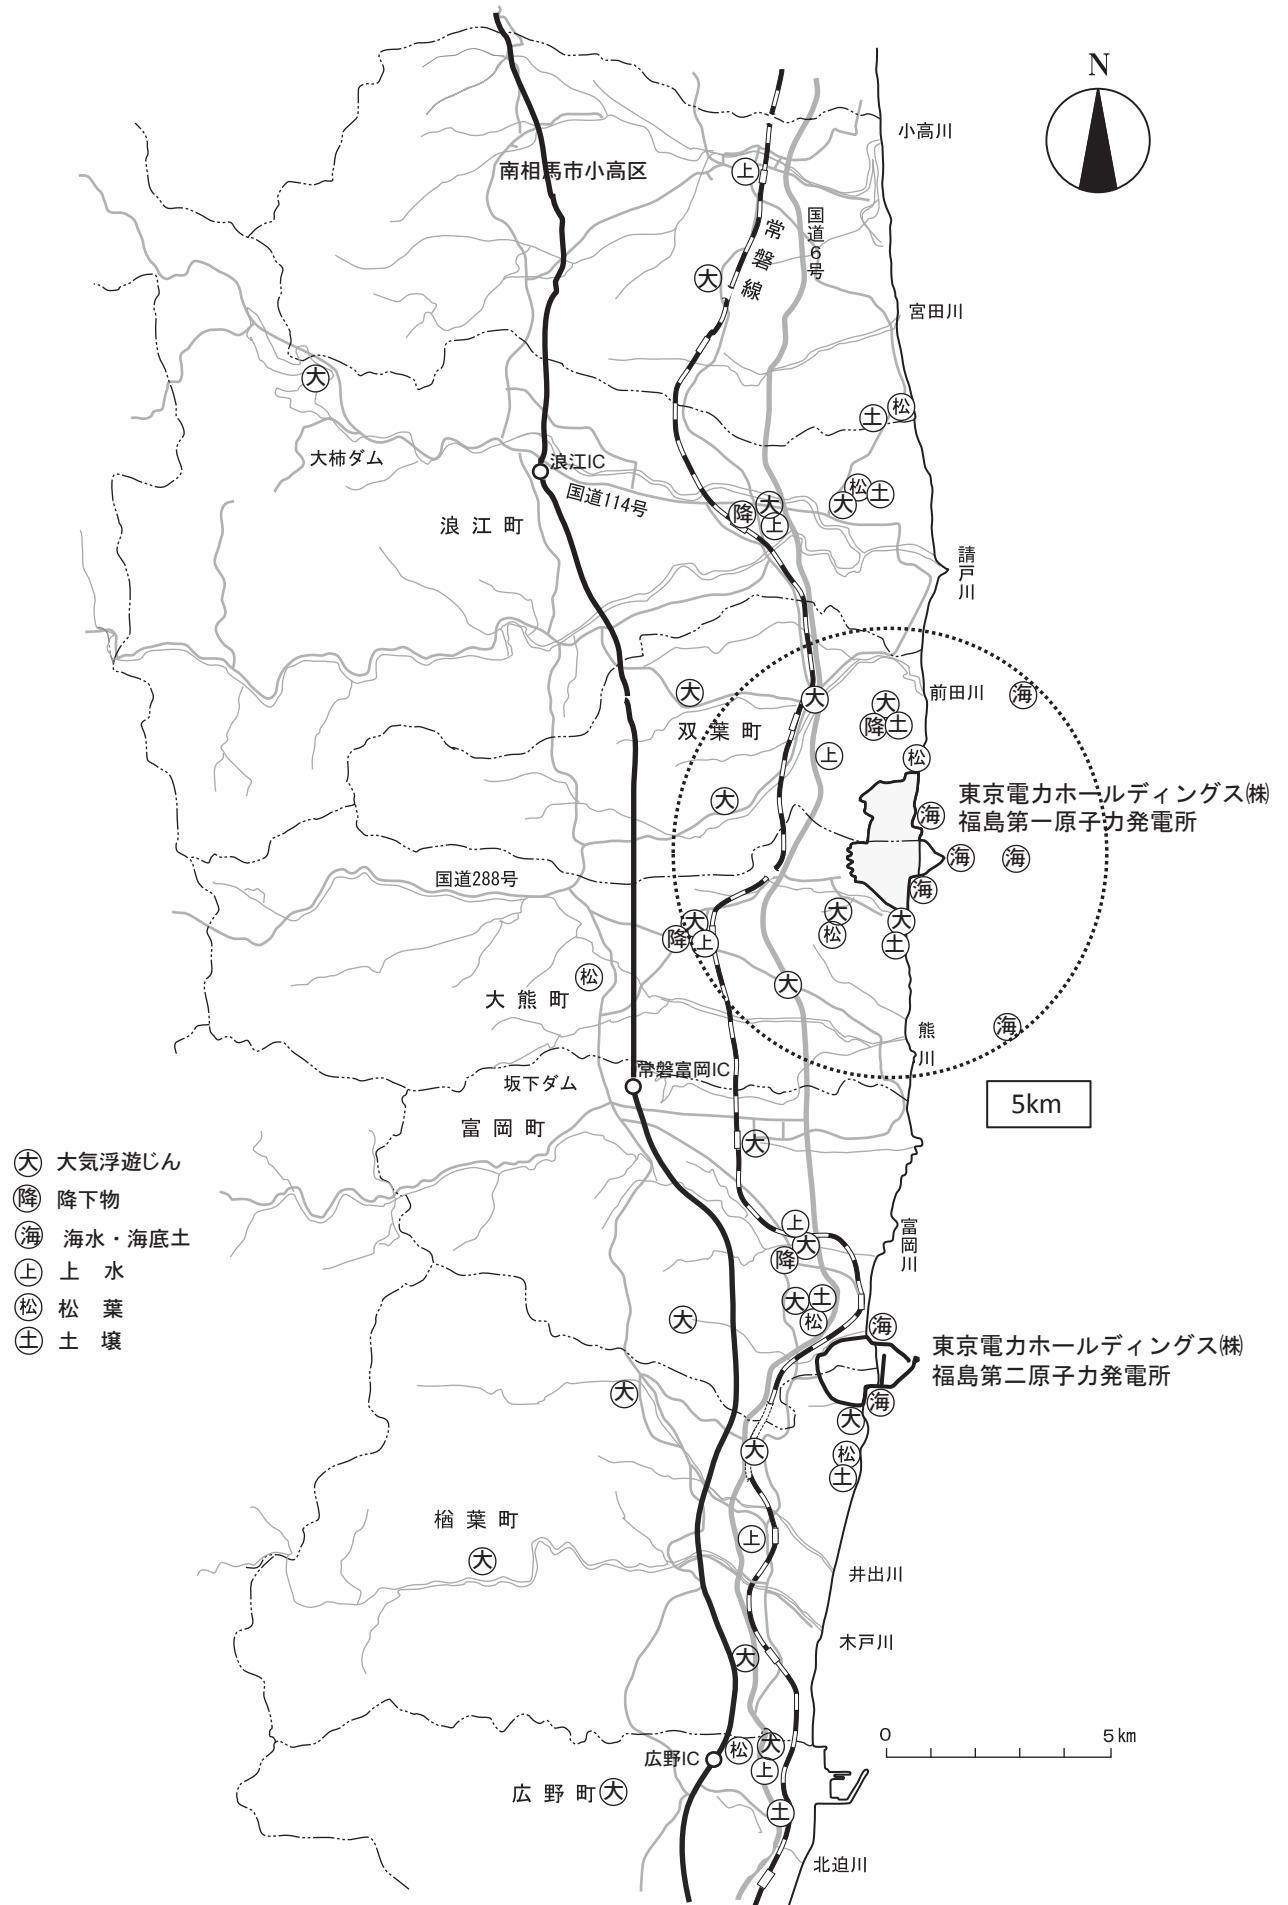 N
小高川
南相馬市小高区
上
国道6号
常磐線
大
宮田川
大
松
土
大柿ダム
浪江IC
国道114号
松
土
大
大
降
上
浪江町
請戸川
大
前田川
海
大
大
降
土
双葉町
上
松
大
東京電力ホールディングス㈱
福島第一原子力発電所
海
海
海
国道288号
海
大
松
大
土
大
降
上
松
大熊町
大
海
熊川
常磐富岡IC
坂下ダム
5km
富岡町
大
大 大気浮遊じん
降 降下物
海 海水・海底土
上 上 水
松 松 葉
土 土 壌
上
大
降
富岡川
大
土
松
大
海
東京電力ホールディングス㈱
福島第二原子力発電所
大
海
大
大
松
土
楢葉町
大
上
井出川
木戸川
大
0 5km
広野IC
松
大
上
広野町
大
土
北迫川